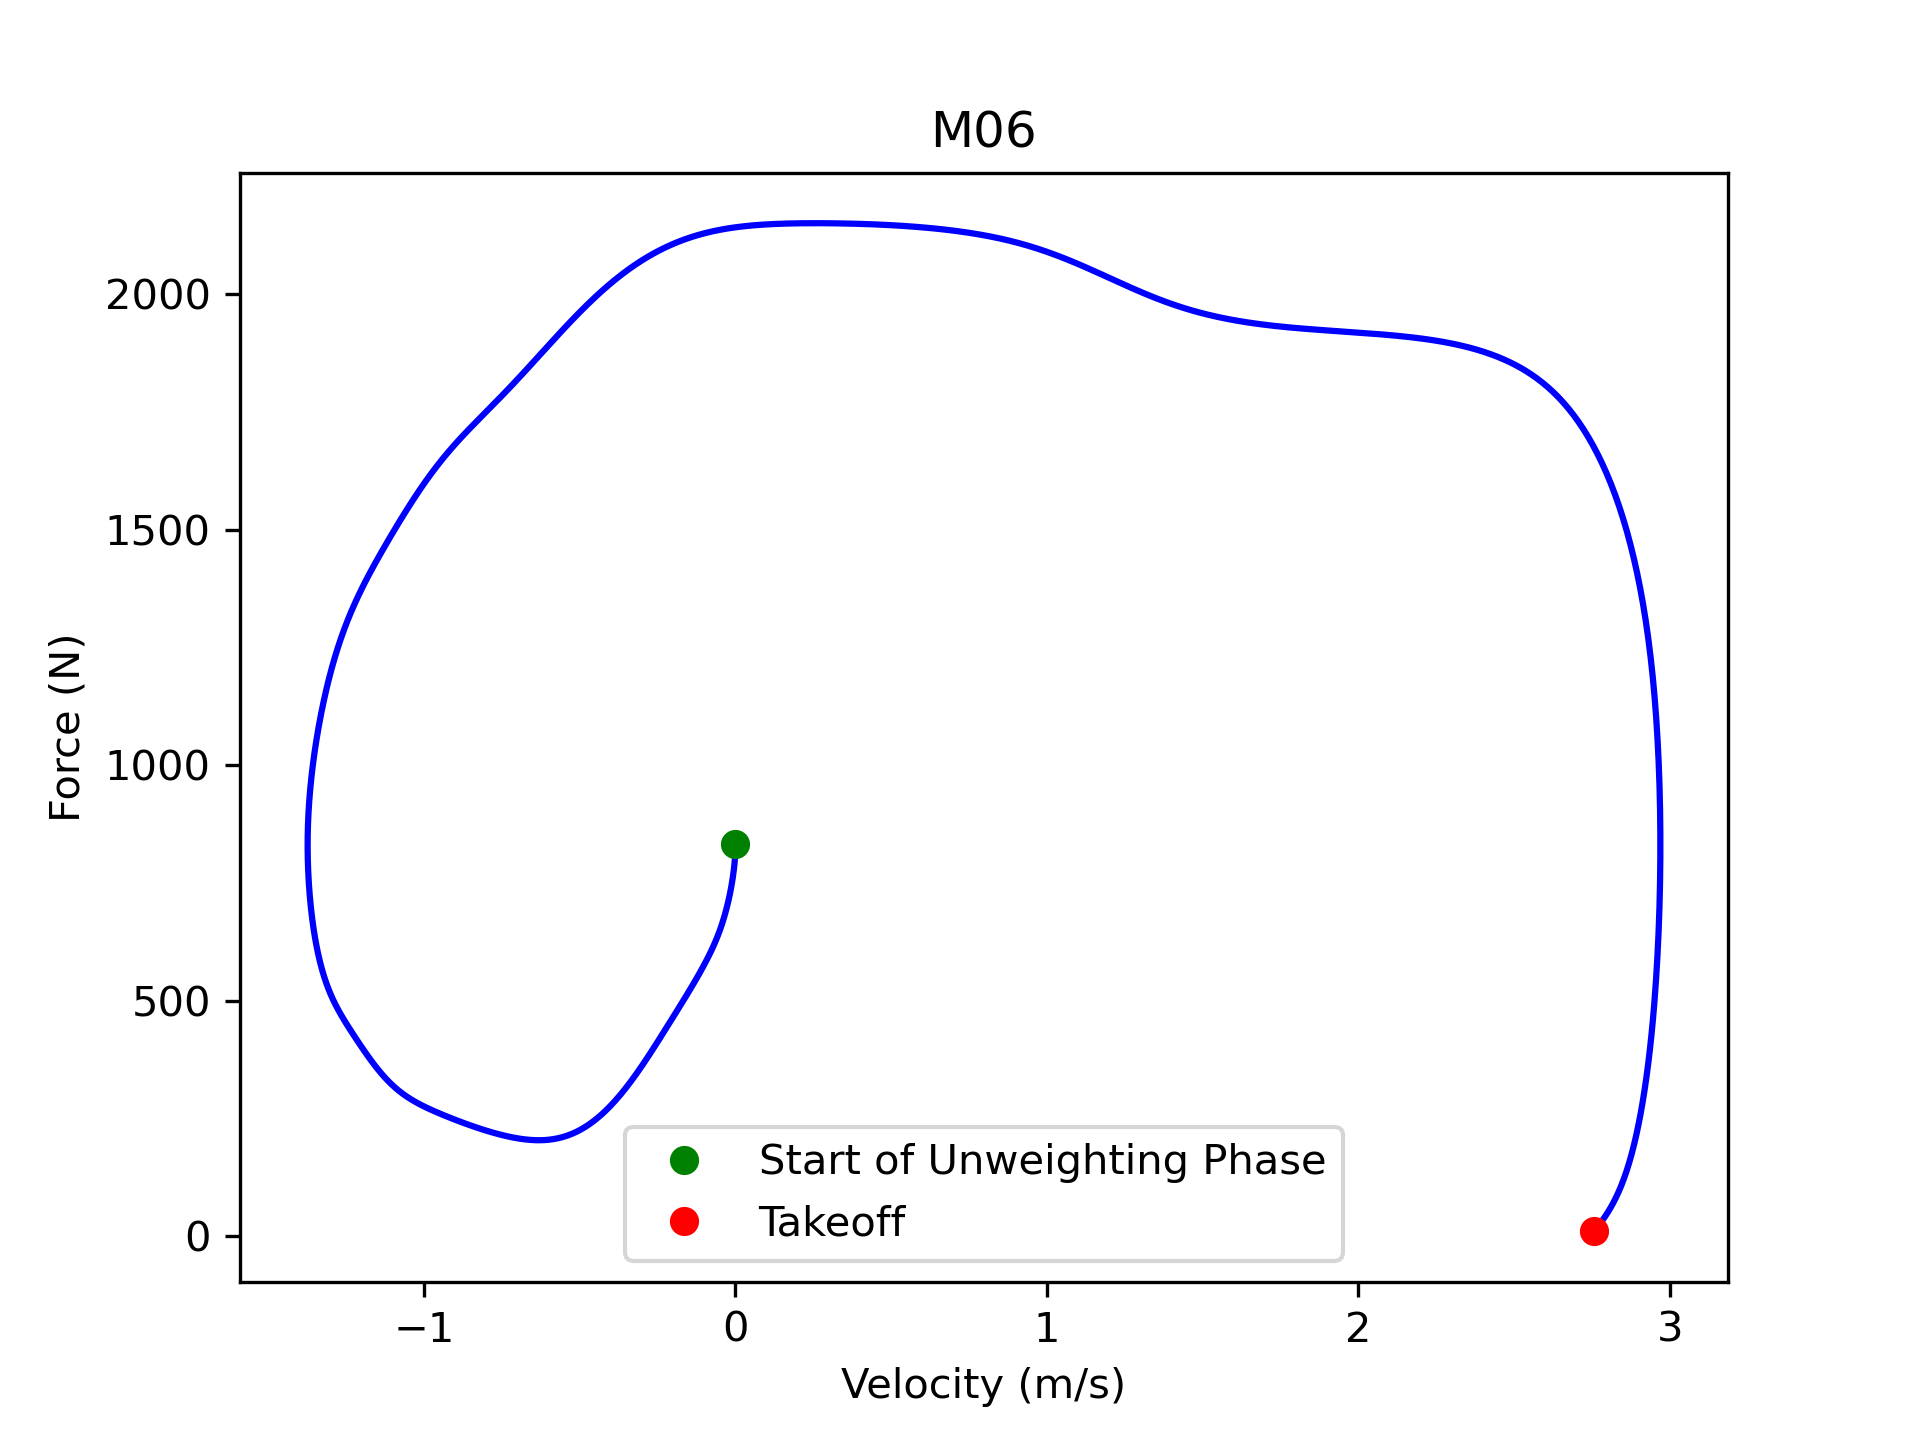 M06
2000
1500
1000
500
0
Force (N)
Start of Unweighting Phase
Takeoff
−1 0 1 2 3
Velocity (m/s)